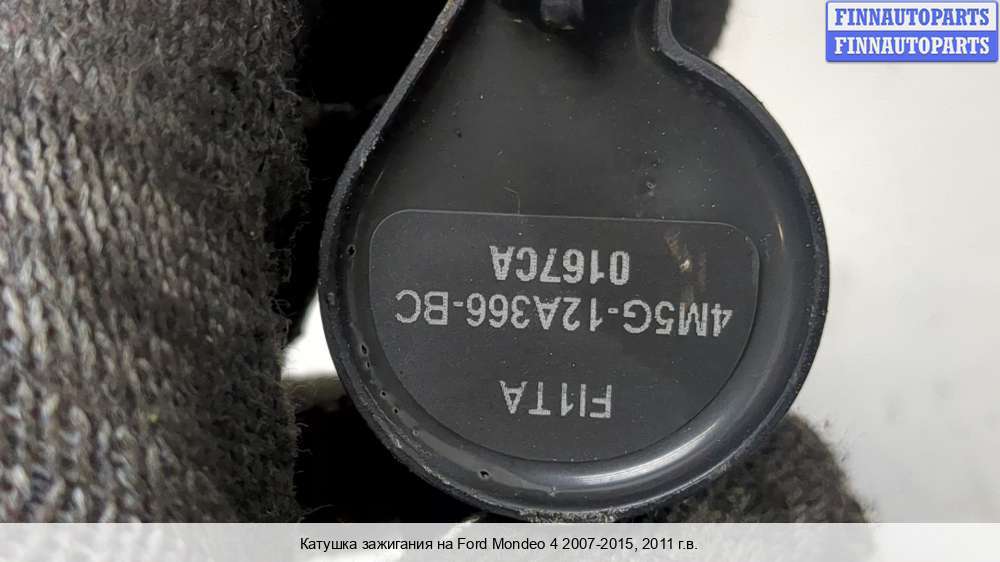 FINNAUTOPARTS
FINNAUTOPARTS
FI1TA
4M5G-12A366-BC
0167CA
Катушка зажигания на Ford Mondeo 4 2007-2015, 2011 г.в.